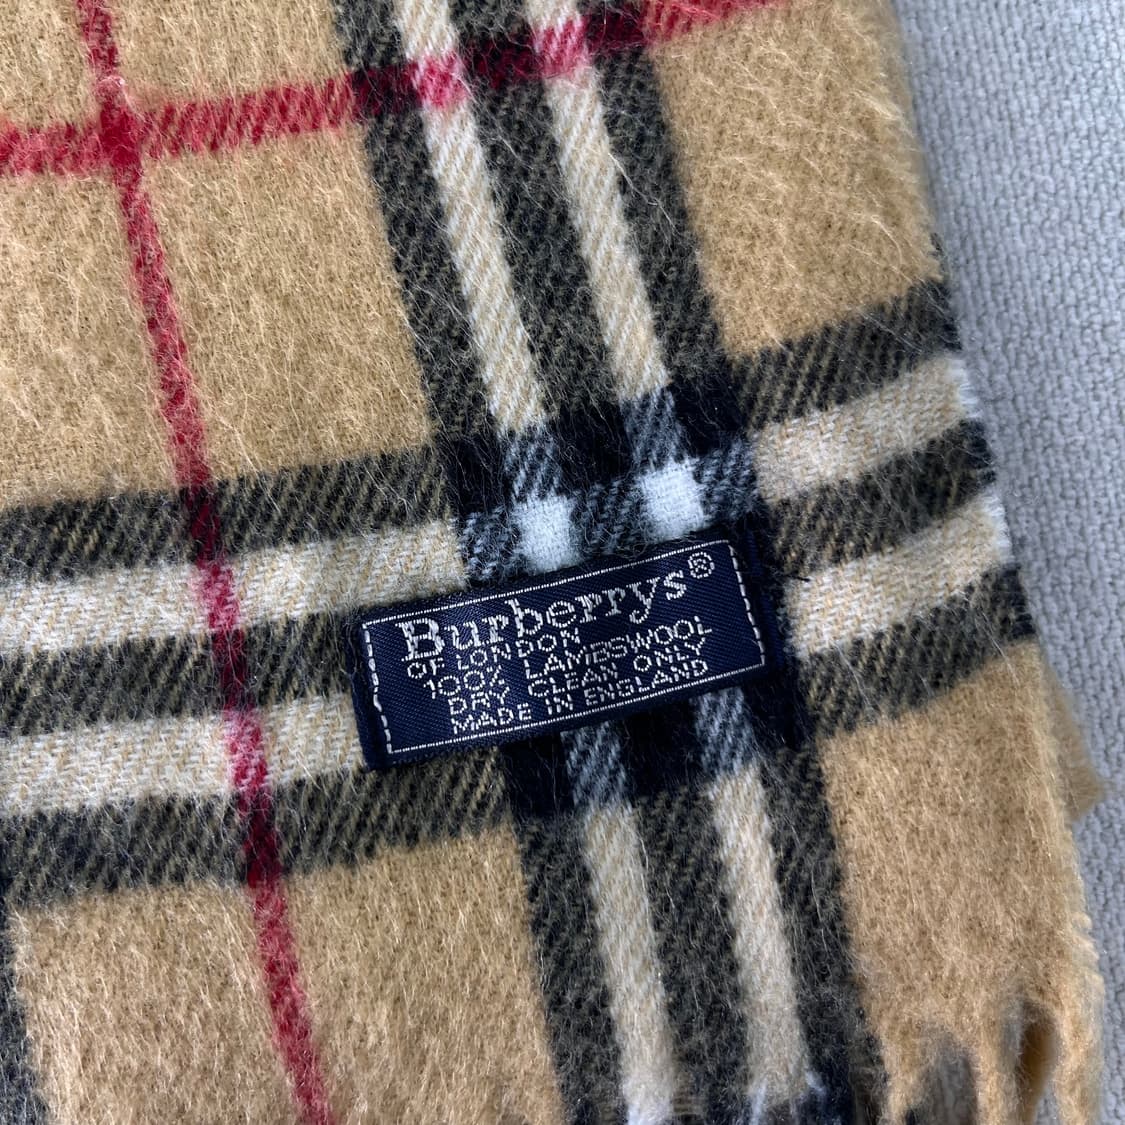 Burberrys®
OF LONDON
100% LAMBSWOOL
DRY CLEAN ONLY
MADE IN ENGLAND